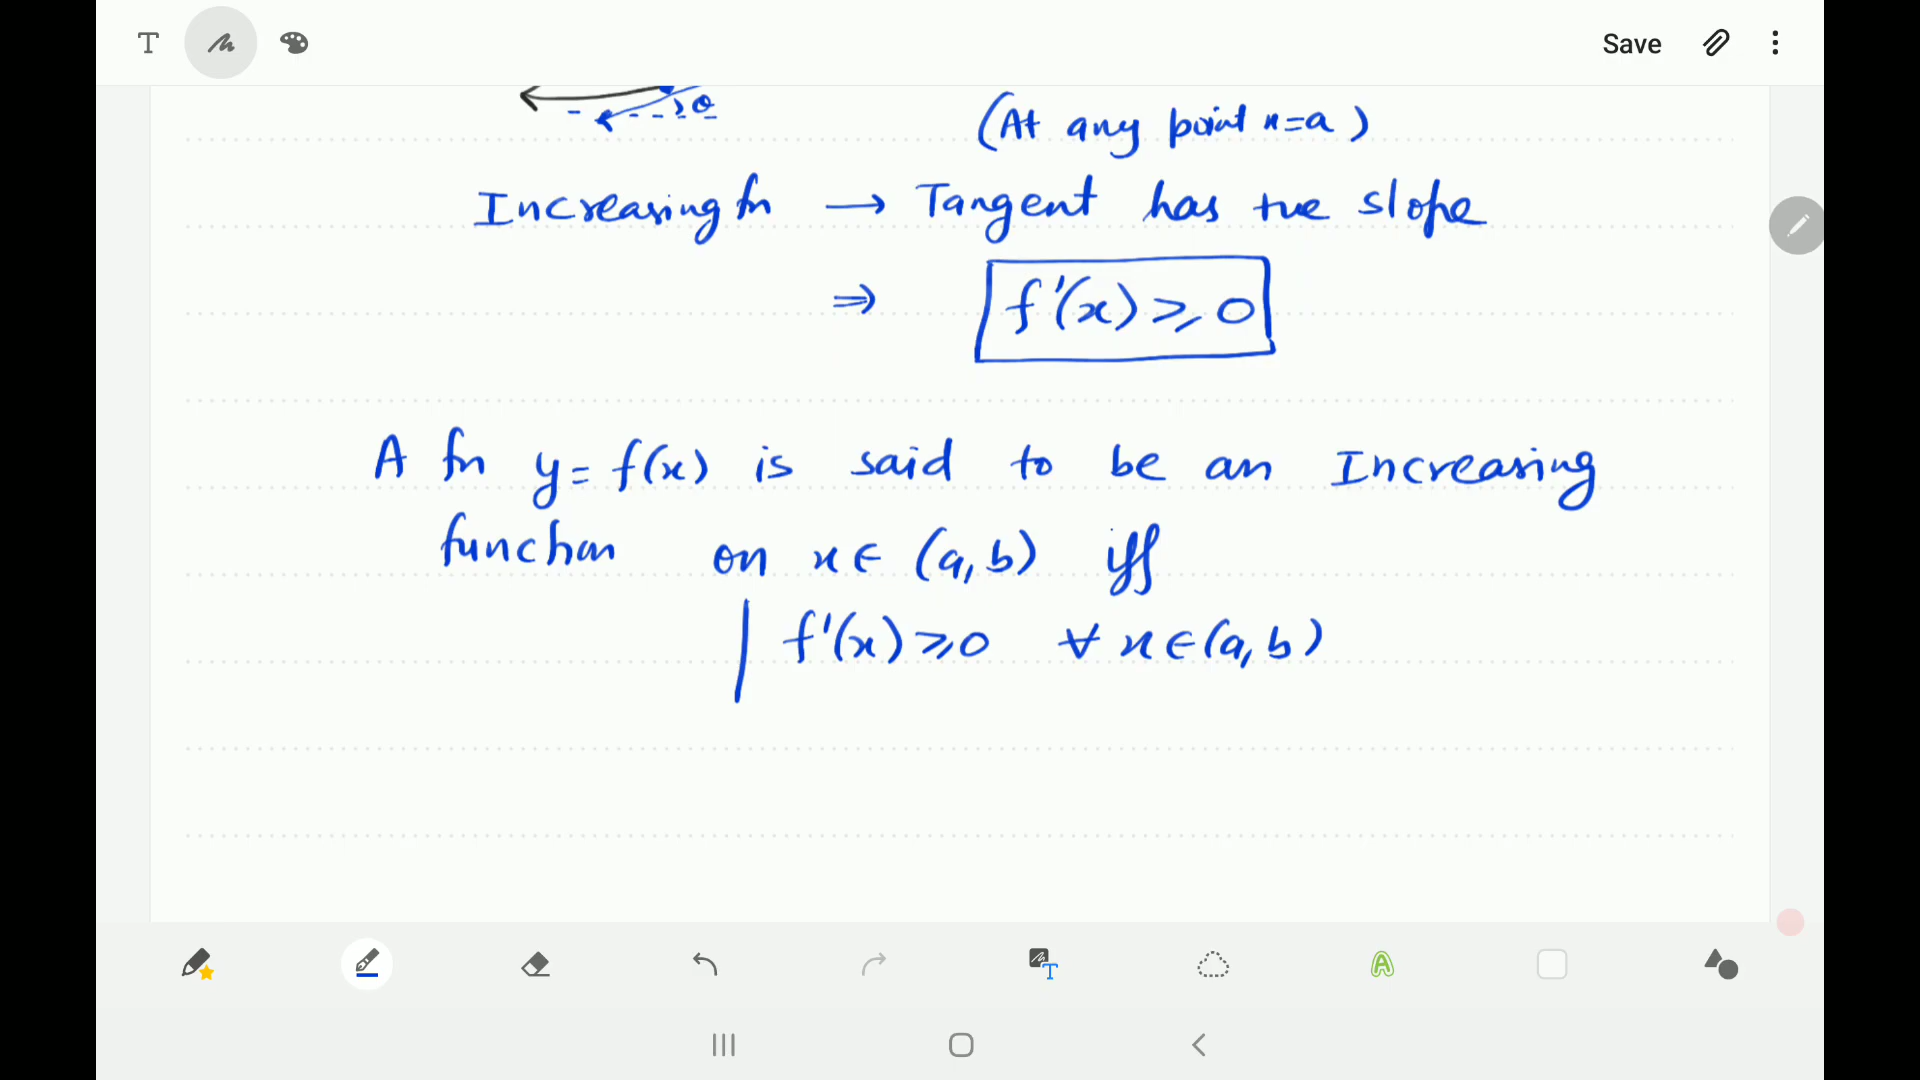 Save
θ
(At any point x=a)
Increasing fn → Tangent has +ve slope
⇒ f'(x) ≥ 0
A fn y = f(x) is said to be an Increasing
function on x ∈ (a, b) iff
f'(x) ≥ 0 ∀ x ∈ (a, b)